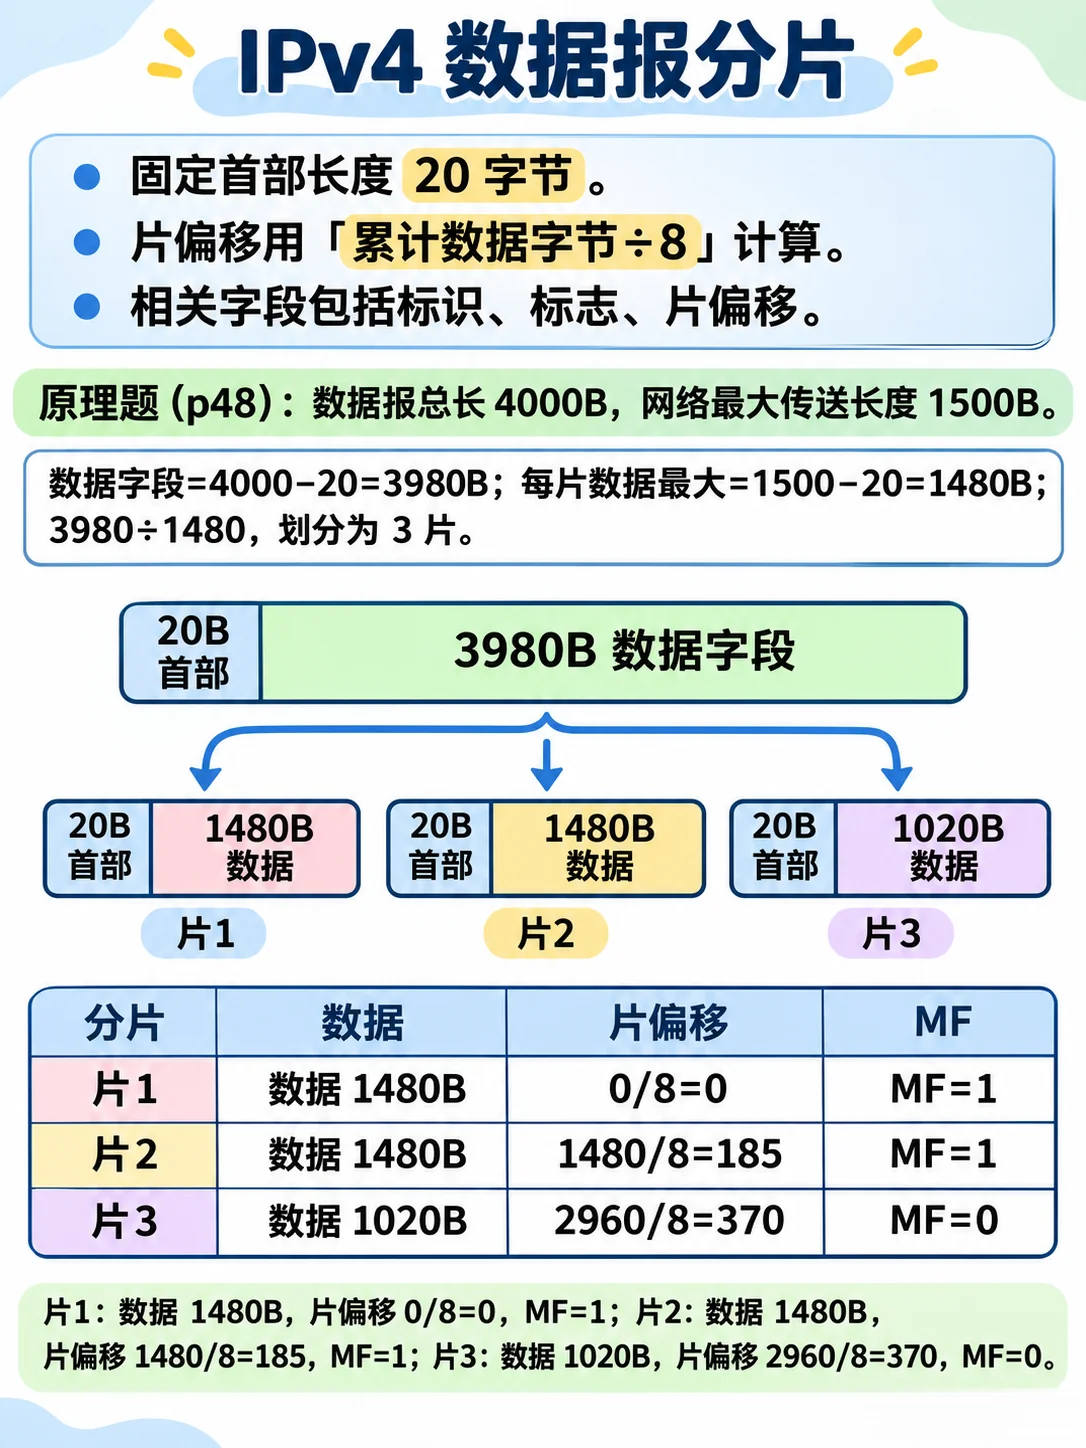 IPv4 数据报分片
固定首部长度 20 字节。
片偏移用「累计数据字节÷8」计算。
相关字段包括标识、标志、片偏移。
原理题 (p48)：数据报总长 4000B，网络最大传送长度 1500B。
数据字段=4000−20=3980B；每片数据最大=1500−20=1480B；
3980÷1480，划分为 3 片。
20B
首部
3980B 数据字段
20B
首部
1480B
数据
20B
首部
1480B
数据
20B
首部
1020B
数据
片1
片2
片3
分片 数据 片偏移 MF
片1 数据 1480B 0/8=0 MF=1
片2 数据 1480B 1480/8=185 MF=1
片3 数据 1020B 2960/8=370 MF=0
片1：数据 1480B，片偏移 0/8=0，MF=1；片2：数据 1480B，
片偏移 1480/8=185，MF=1；片3：数据 1020B，片偏移 2960/8=370，MF=0。